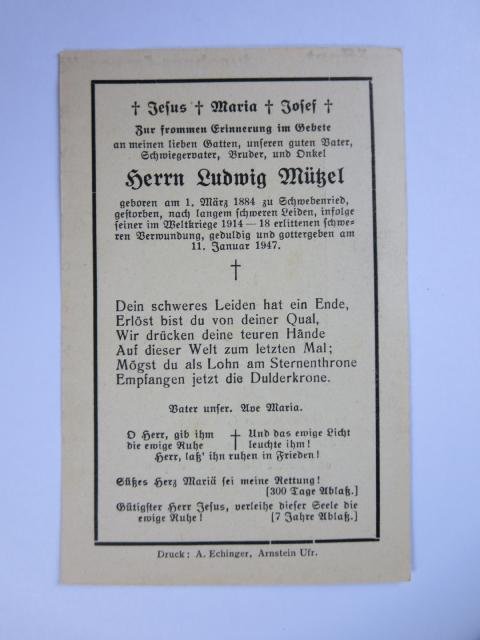 † Jesus † Maria † Josef †
Zur frommen Erinnerung im Gebete
an meinen lieben Gatten, unseren guten Vater,
Schwiegervater, Bruder, und Onkel
Herrn Ludwig Mützel
geboren am 1. März 1884 zu Schwebenried,
gestorben, nach langem schweren Leiden, infolge
seiner im Weltkriege 1914 — 18 erlittenen schwe-
ren Verwundung, geduldig und gottergeben am
11. Januar 1947.
†
Dein schweres Leiden hat ein Ende,
Erlöst bist du von deiner Qual,
Wir drücken deine teuren Hände
Auf dieser Welt zum letzten Mal;
Mögst du als Lohn am Sternenthrone
Empfangen jetzt die Dulderkrone.
Vater unser. Ave Maria.
O Herr, gib ihm † Und das ewige Licht
die ewige Ruhe leuchte ihm!
Herr, laß' ihn ruhen in Frieden!
Süßes Herz Mariä sei meine Rettung!
[300 Tage Ablaß.]
Gütigster Herr Jesus, verleihe dieser Seele die
ewige Ruhe! [7 Jahre Ablaß.]
Druck: A. Echinger, Arnstein Ufr.